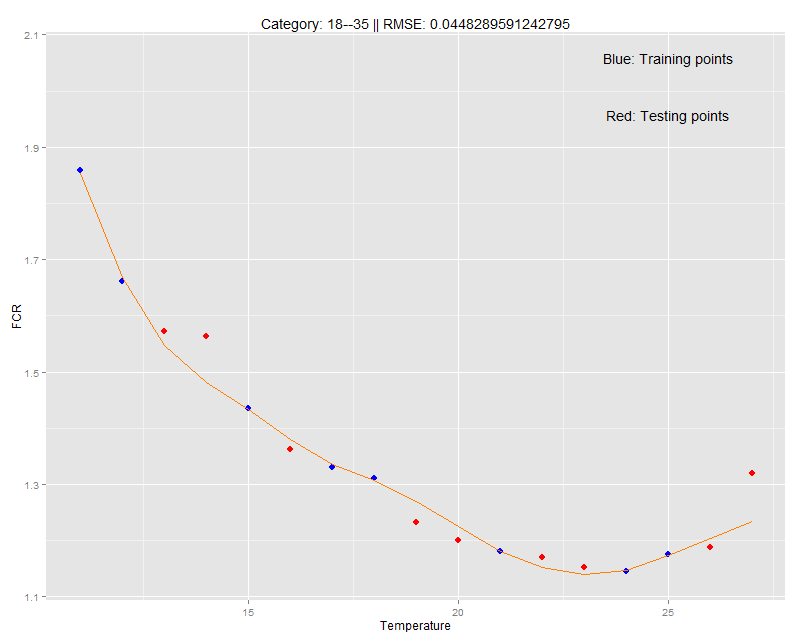 Category: 18--35 || RMSE: 0.0448289591242795
Blue: Training points
Red: Testing points
2.1
1.9
1.7
1.5
1.3
1.1
FCR
15 20 25
Temperature